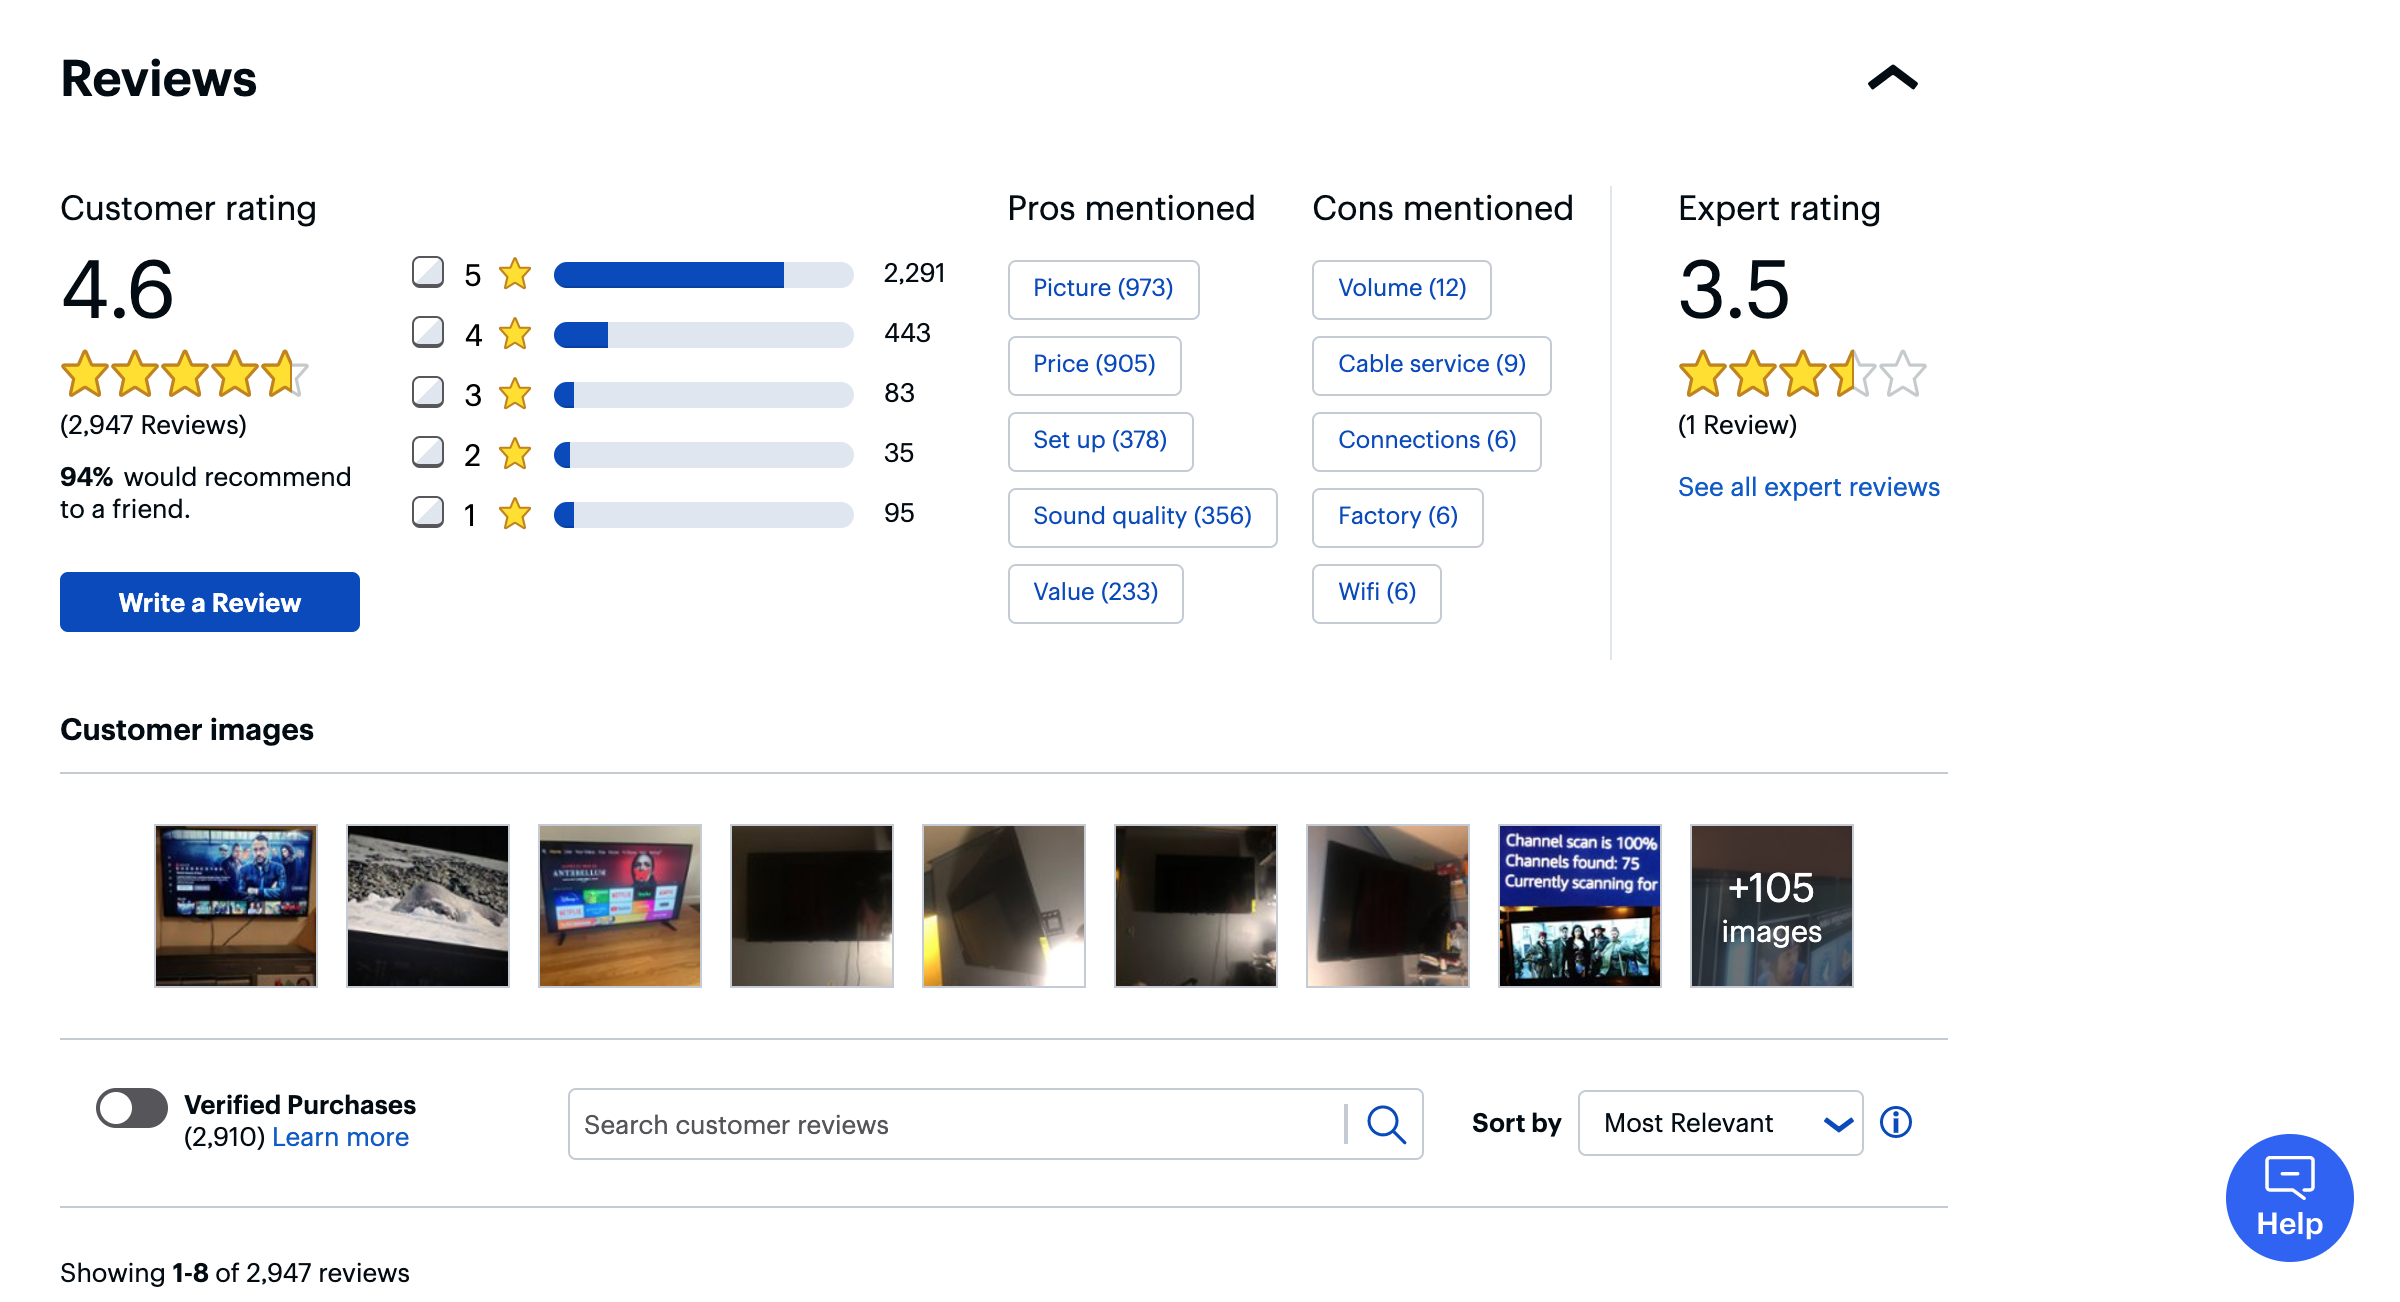 Reviews
Customer rating
4.6
(2,947 Reviews)
94% would recommend
to a friend.
Write a Review
5 2,291
4 443
3 83
2 35
1 95
Pros mentioned
Picture (973)
Price (905)
Set up (378)
Sound quality (356)
Value (233)
Cons mentioned
Volume (12)
Cable service (9)
Connections (6)
Factory (6)
Wifi (6)
Expert rating
3.5
(1 Review)
See all expert reviews
Customer images
ANTEBELLUM
Channel scan is 100%
Channels found: 75
Currently scanning for
+105
images
Verified Purchases
(2,910) Learn more
Search customer reviews
Sort by
Most Relevant
Help
Showing 1-8 of 2,947 reviews